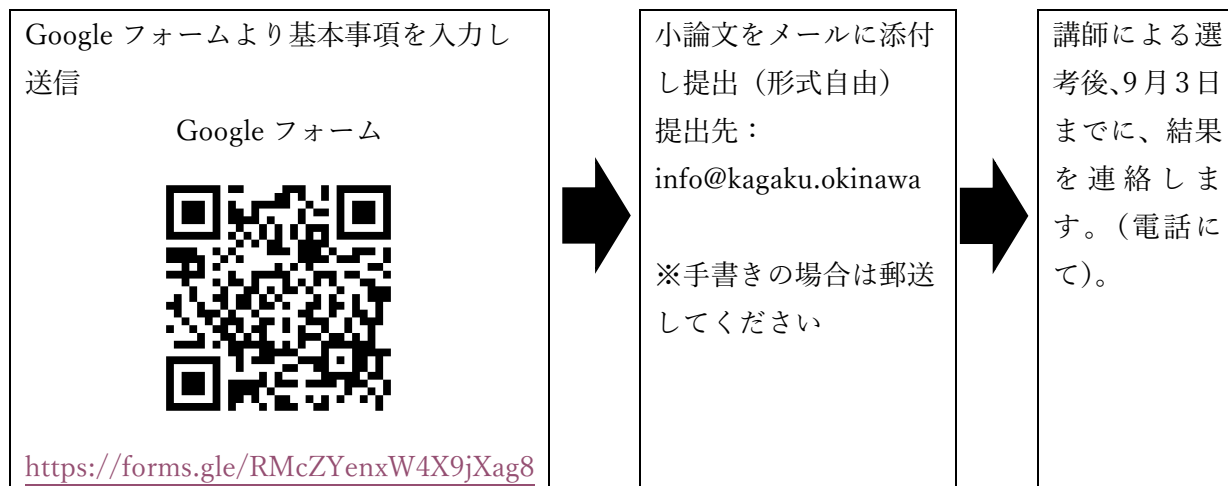 Google フォームより基本事項を入力し
送信
Google フォーム
https://forms.gle/RMcZYenxW4X9jXag8
小論文をメールに添付
し提出（形式自由）
提出先：
info@kagaku.okinawa
※手書きの場合は郵送
してください
講師による選
考後、9月3日
までに、結果
を連絡しま
す。（電話に
て）。